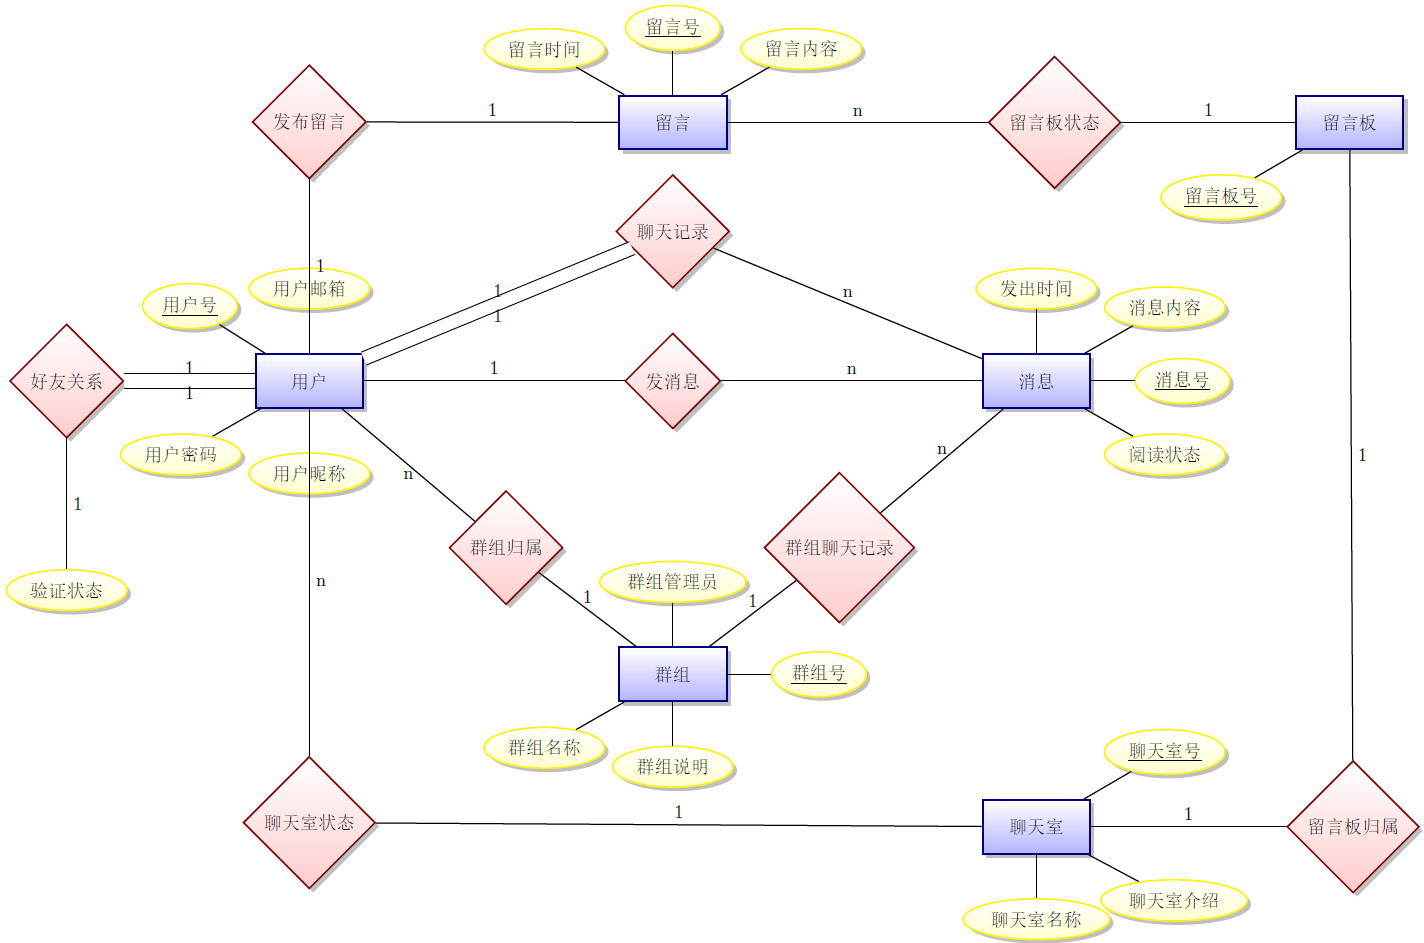 留言号
留言时间
留言内容
1
n
1
发布留言
留言
留言板状态
留言板
留言板号
聊天记录
1
用户邮箱
1
n
发出时间
用户号
消息内容
1
1
1
n
好友关系
1
用户
发消息
消息
消息号
用户密码
用户昵称
n
n
阅读状态
1
1
群组归属
群组聊天记录
n
群组管理员
验证状态
1
1
群组
群组号
群组名称
群组说明
聊天室号
1
1
聊天室状态
聊天室
留言板归属
聊天室名称
聊天室介绍